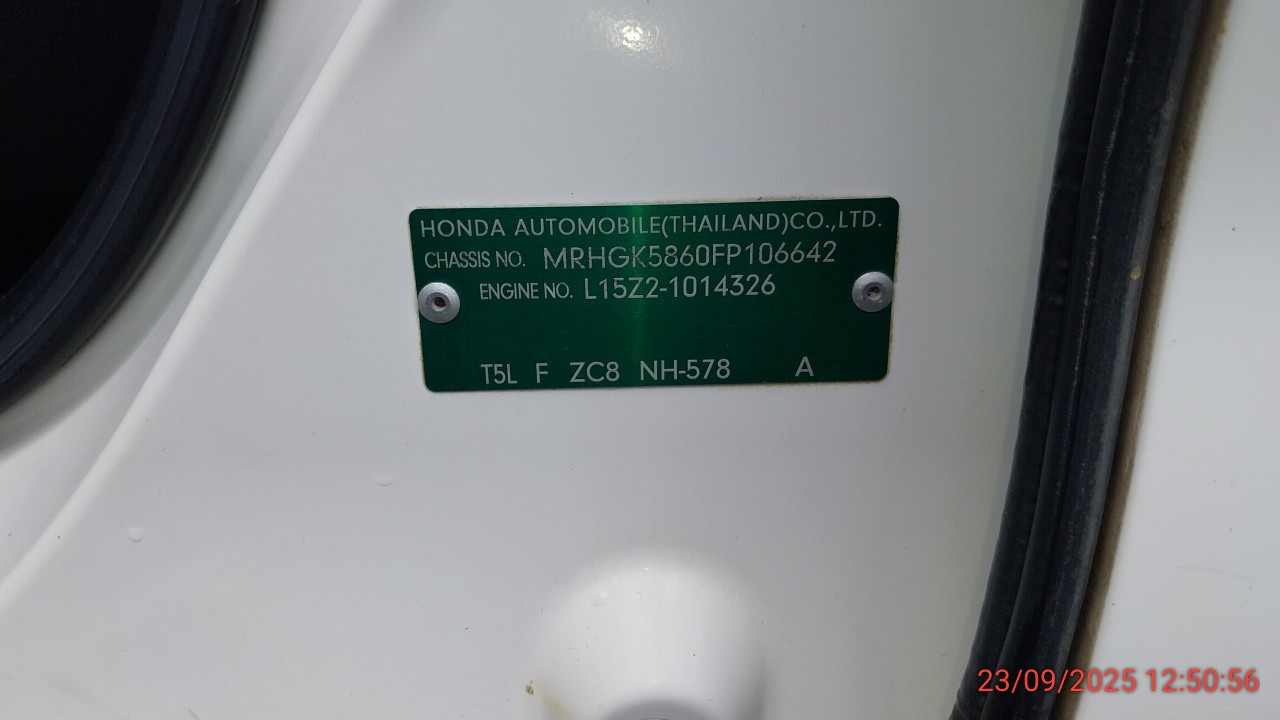 HONDA AUTOMOBILE(THAILAND)CO.,LTD.
CHASSIS NO. MRHGK5860FP106642
ENGINE NO. L15Z2-1014326
T5L F ZC8 NH-578 A
23/09/2025 12:50:56